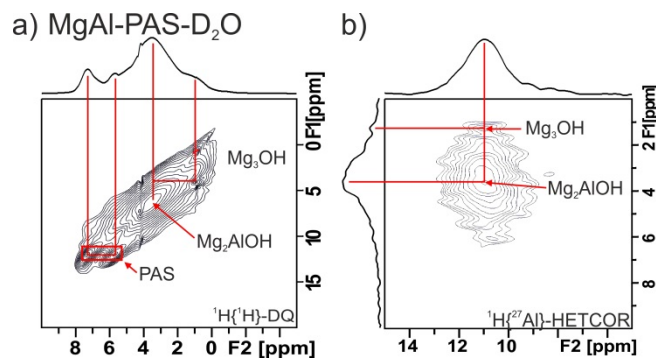 a) MgAl-PAS-D₂O
b)
F1[ppm]
0
5
10
15
Mg₃OH
Mg₂AlOH
PAS
¹H{¹H}-DQ
8 6 4 2 0 F2 [ppm]
F1[ppm]
2
4
6
8
Mg₃OH
Mg₂AlOH
¹H{²⁷Al}-HETCOR
14 12 10 8 F2 [ppm]